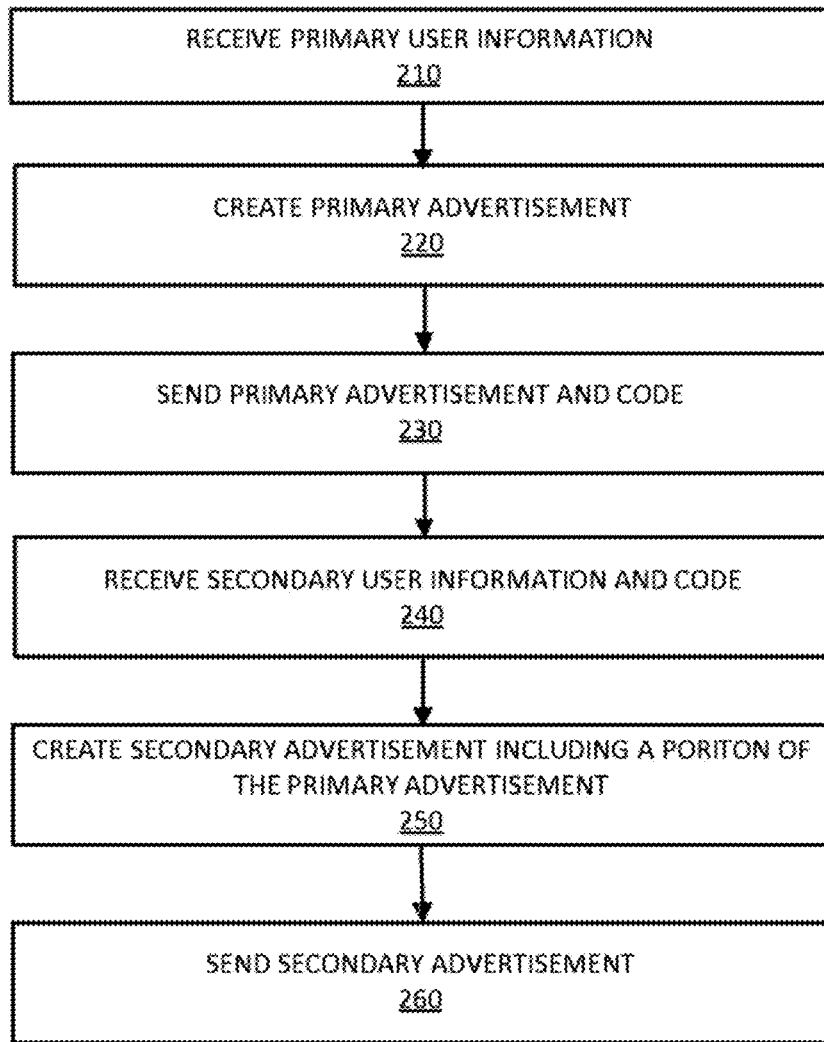 RECEIVE PRIMARY USER INFORMATION
210
CREATE PRIMARY ADVERTISEMENT
220
SEND PRIMARY ADVERTISEMENT AND CODE
230
RECEIVE SECONDARY USER INFORMATION AND CODE
240
CREATE SECONDARY ADVERTISEMENT INCLUDING A PORITON OF
THE PRIMARY ADVERTISEMENT
250
SEND SECONDARY ADVERTISEMENT
260